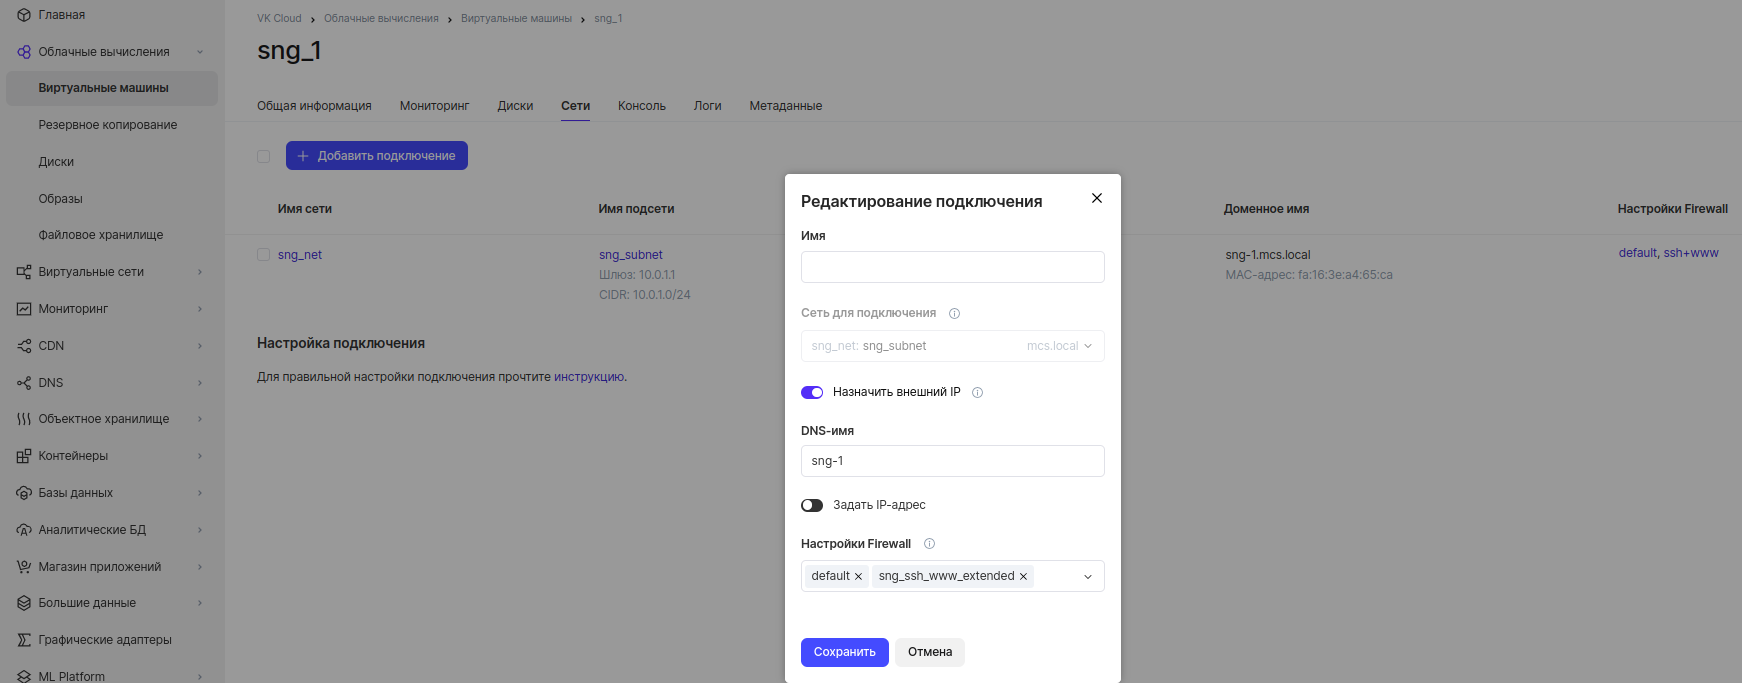 Главная
Облачные вычисления
Виртуальные машины
Резервное копирование
Диски
Образы
Файловое хранилище
Виртуальные сети
Мониторинг
CDN
DNS
Объектное хранилище
Контейнеры
Базы данных
Аналитические БД
Магазин приложений
Большие данные
Графические адаптеры
ML Platform
VK Cloud › Облачные вычисления › Виртуальные машины › sng_1
sng_1
Общая информация Мониторинг Диски Сети Консоль Логи Метаданные
Добавить подключение
Имя сети Имя подсети Доменное имя Настройки Firewall
sng_net sng_subnet sng-1.mcs.local default, ssh+www
Шлюз: 10.0.1.1 MAC-адрес: fa:16:3e:a4:65:ca
CIDR: 10.0.1.0/24
Настройка подключения
Для правильной настройки подключения прочтите инструкцию.
Редактирование подключения
Имя
Сеть для подключения
sng_net: sng_subnet mcs.local
Назначить внешний IP
DNS-имя
sng-1
Задать IP-адрес
Настройки Firewall
default × sng_ssh_www_extended ×
Сохранить Отмена